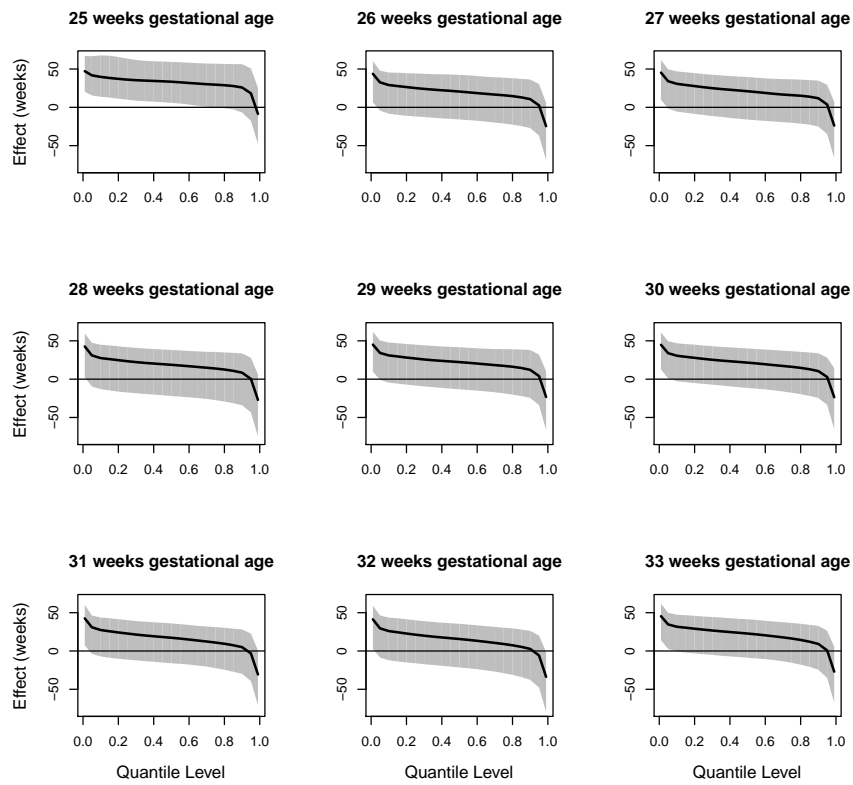 25 weeks gestational age
26 weeks gestational age
27 weeks gestational age
Effect (weeks)
50
0
−50
0.0 0.2 0.4 0.6 0.8 1.0
50
0
−50
0.0 0.2 0.4 0.6 0.8 1.0
50
0
−50
0.0 0.2 0.4 0.6 0.8 1.0
28 weeks gestational age
29 weeks gestational age
30 weeks gestational age
Effect (weeks)
50
0
−50
0.0 0.2 0.4 0.6 0.8 1.0
50
0
−50
0.0 0.2 0.4 0.6 0.8 1.0
50
0
−50
0.0 0.2 0.4 0.6 0.8 1.0
31 weeks gestational age
32 weeks gestational age
33 weeks gestational age
Effect (weeks)
50
0
−50
0.0 0.2 0.4 0.6 0.8 1.0
50
0
−50
0.0 0.2 0.4 0.6 0.8 1.0
50
0
−50
0.0 0.2 0.4 0.6 0.8 1.0
Quantile Level
Quantile Level
Quantile Level